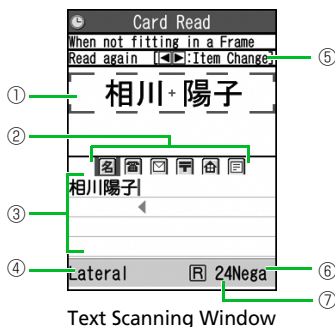 Card Read
When not fitting in a Frame
Read again [◀▶:Item Change]
⑤
① 相川 陽子
②
名 ☎ ✉ 〒
③ 相川陽子
④ Lateral R 24Nega ⑥
⑦
Text Scanning Window